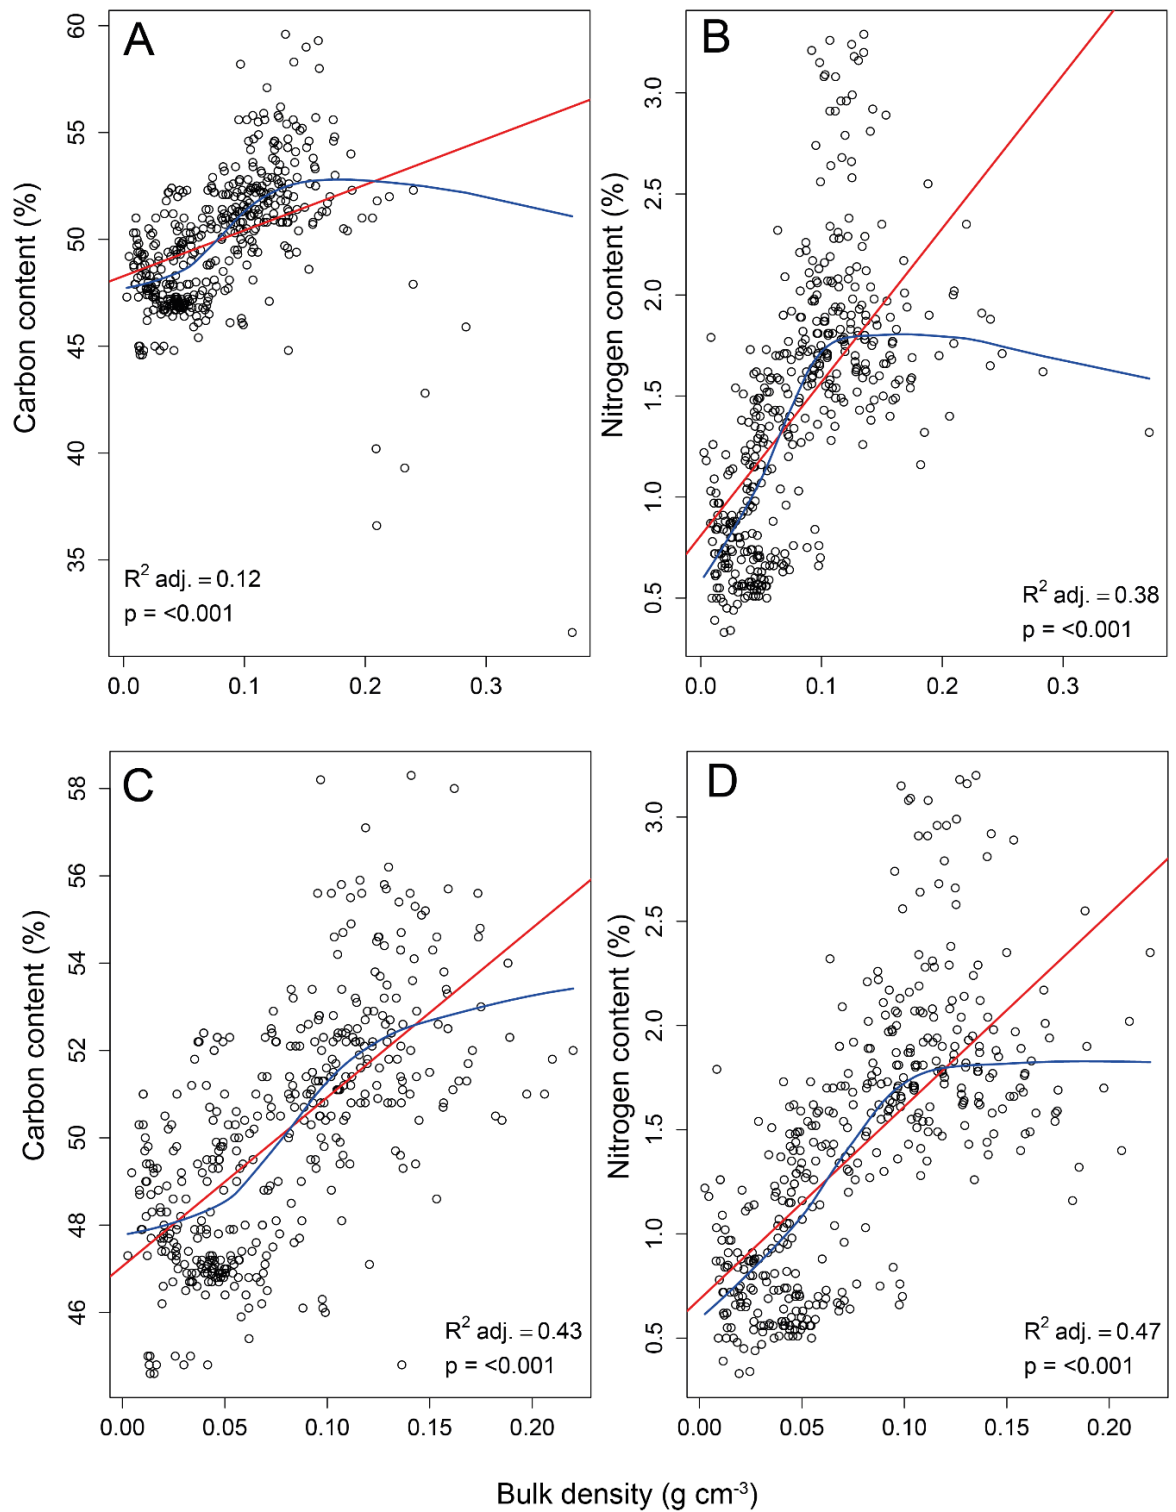 A
Carbon content (%)
60
55
50
45
40
35
R² adj. = 0.12
p = <0.001
0.0 0.1 0.2 0.3
B
Nitrogen content (%)
3.0
2.5
2.0
1.5
1.0
0.5
R² adj. = 0.38
p = <0.001
0.0 0.1 0.2 0.3
C
Carbon content (%)
58
56
54
52
50
48
46
R² adj. = 0.43
p = <0.001
0.00 0.05 0.10 0.15 0.20
D
Nitrogen content (%)
3.0
2.5
2.0
1.5
1.0
0.5
R² adj. = 0.47
p = <0.001
0.00 0.05 0.10 0.15 0.20
Bulk density (g cm⁻³)